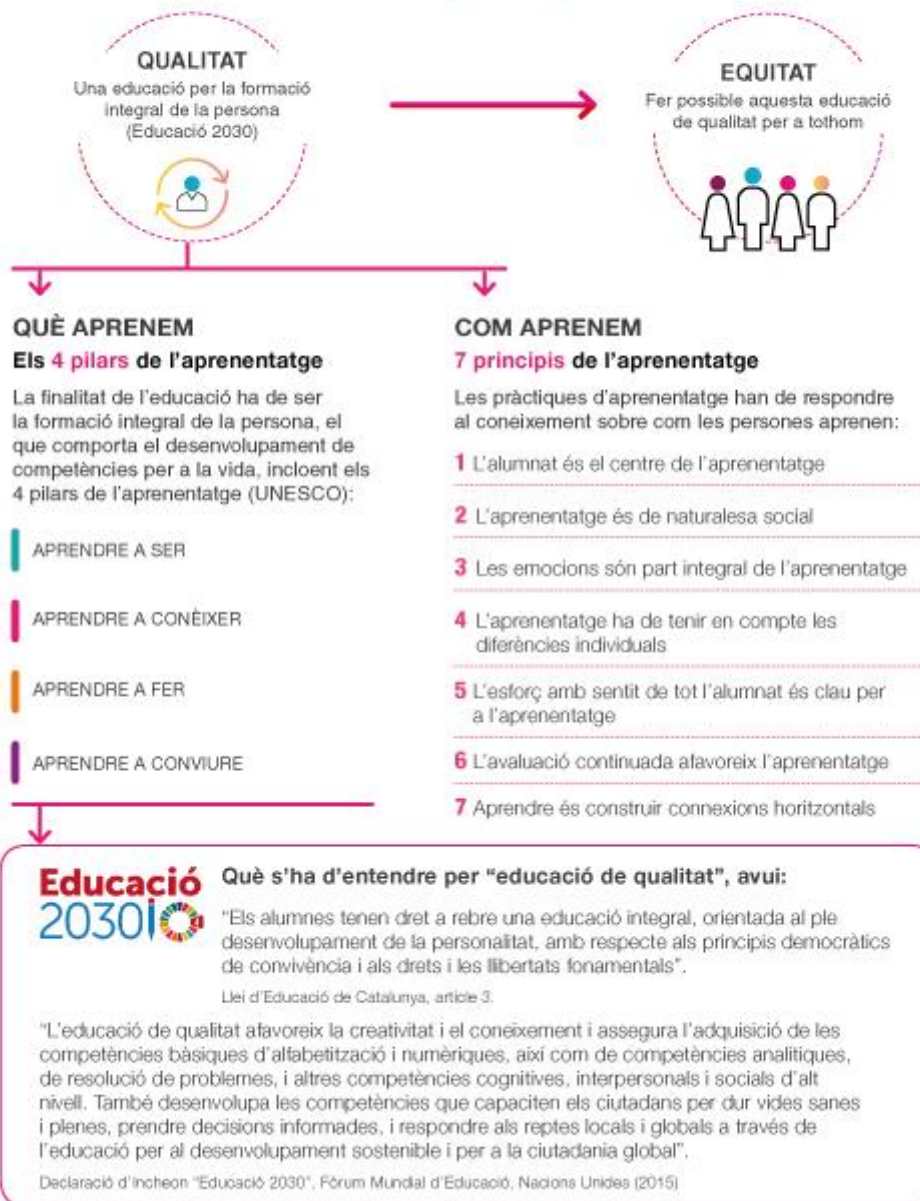 QUALITAT
Una educació per la formació
integral de la persona
(Educació 2030)
EQUITAT
Fer possible aquesta educació
de qualitat per a tothom
QUÈ APRENEM
Els 4 pilars de l'aprenentatge
La finalitat de l'educació ha de ser
la formació integral de la persona, el
que comporta el desenvolupament de
competències per a la vida, incloent els
4 pilars de l'aprenentatge (UNESCO):
APRENDRE A SER
APRENDRE A CONÈIXER
APRENDRE A FER
APRENDRE A CONVIURE
COM APRENEM
7 principis de l'aprenentatge
Les pràctiques d'aprenentatge han de respondre
al coneixement sobre com les persones aprenen:
1 L'alumnat és el centre de l'aprenentatge
2 L'aprenentatge és de naturalesa social
3 Les emocions són part integral de l'aprenentatge
4 L'aprenentatge ha de tenir en compte les
diferències individuals
5 L'esforç amb sentit de tot l'alumnat és clau per
a l'aprenentatge
6 L'avaluació continuada afavoreix l'aprenentatge
7 Aprendre és construir connexions horitzontals
Educació
2030
Què s'ha d'entendre per "educació de qualitat", avui:
"Els alumnes tenen dret a rebre una educació integral, orientada al ple
desenvolupament de la personalitat, amb respecte als principis democràtics
de convivència i als drets i les llibertats fonamentals".
Llei d'Educació de Catalunya, article 3.
"L'educació de qualitat afavoreix la creativitat i el coneixement i assegura l'adquisició de les
competències bàsiques d'alfabetització i numèriques, així com de competències analítiques,
de resolució de problemes, i altres competències cognitives, interpersonals i socials d'alt
nivell. També desenvolupa les competències que capaciten els ciutadans per dur vides sanes
i plenes, prendre decisions informades, i respondre als reptes locals i globals a través de
l'educació per al desenvolupament sostenible i per a la ciutadania global".
Declaració d'Incheon "Educació 2030", Fòrum Mundial d'Educació, Nacions Unides (2015)